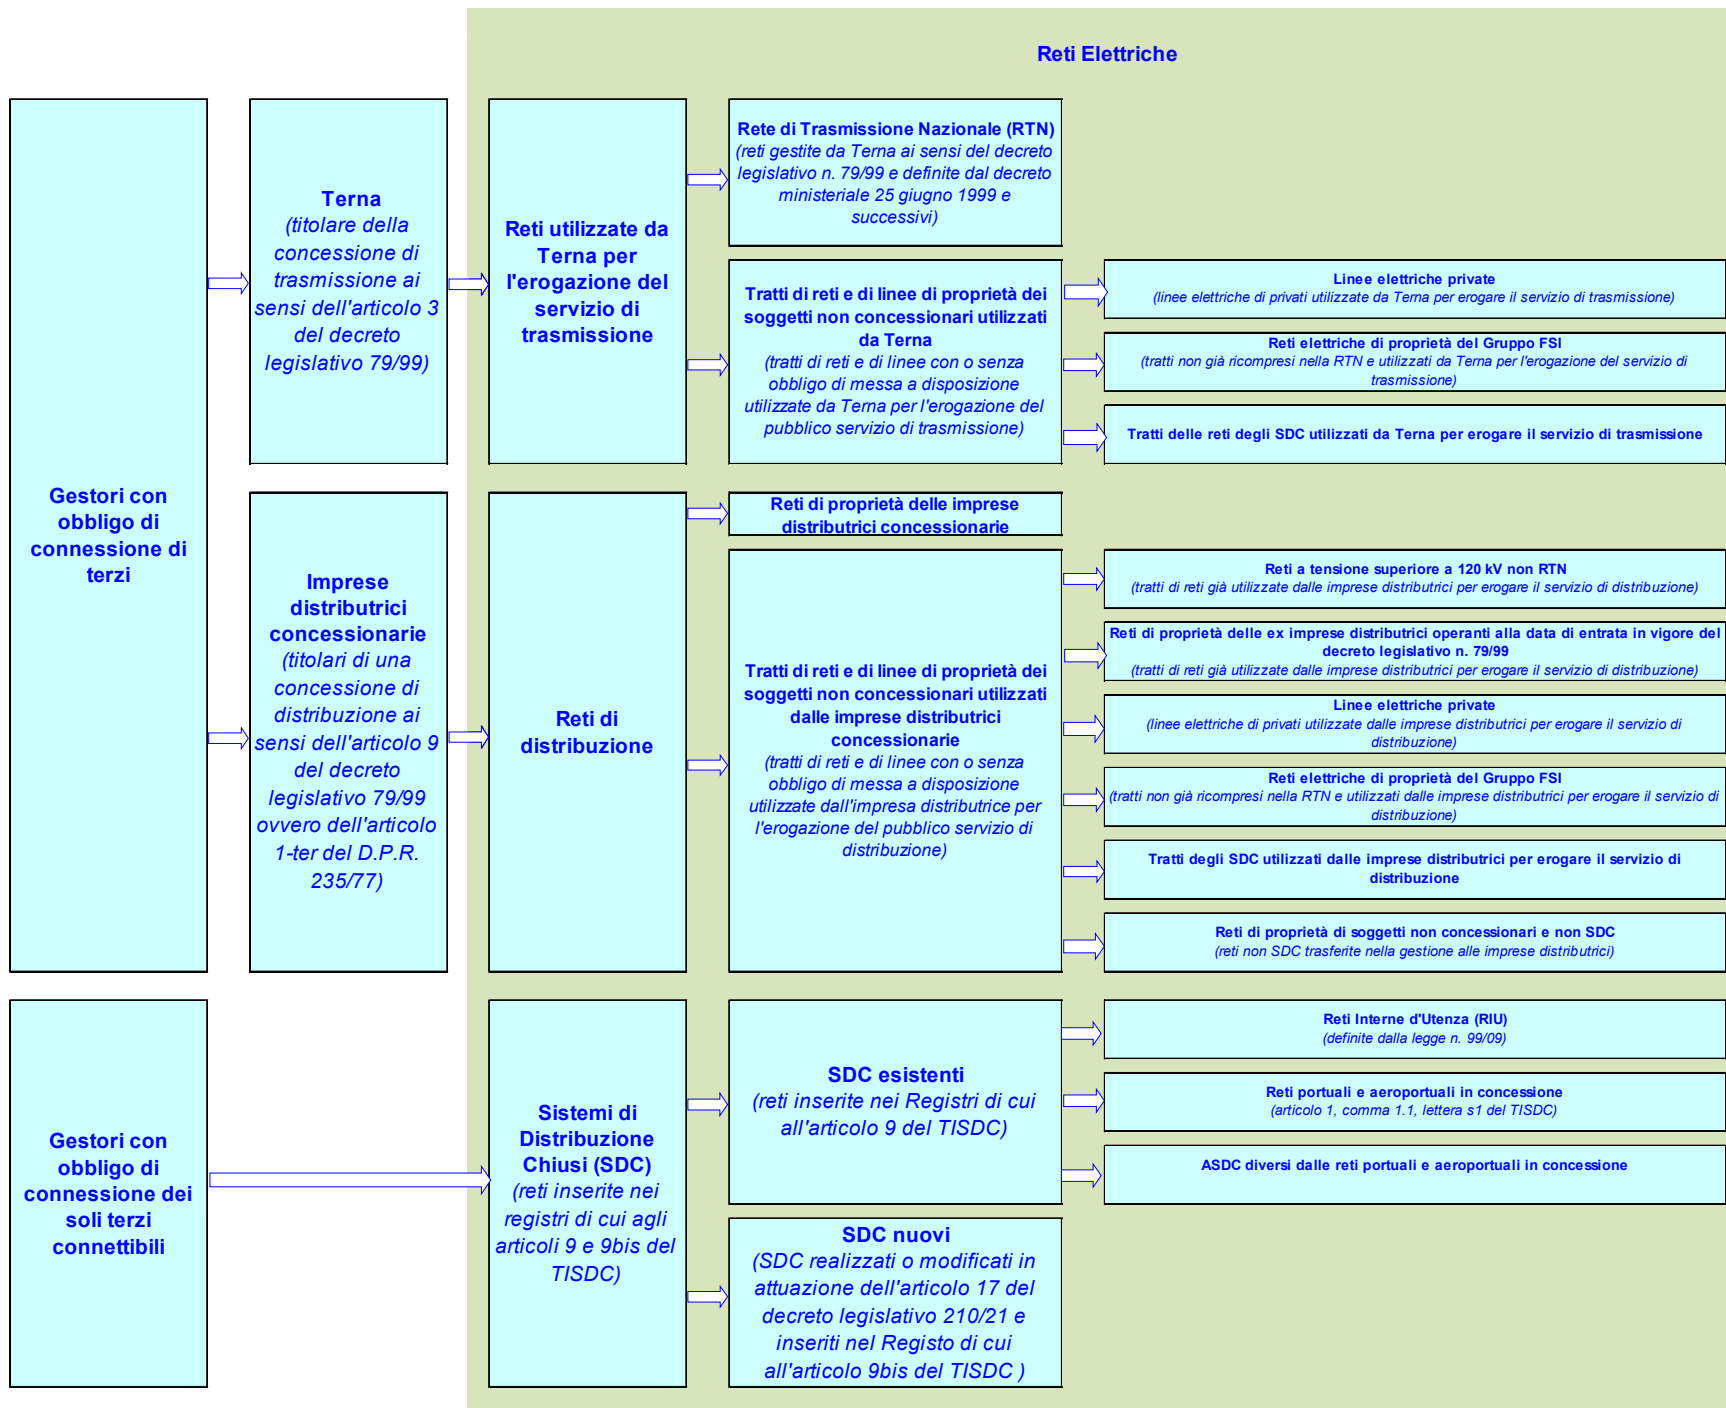 Reti Elettriche
Gestori con
obbligo di
connessione di
terzi
Terna
(titolare della
concessione di
trasmissione ai
sensi dell'articolo 3
del decreto
legislativo 79/99)
Reti utilizzate da
Terna per
l'erogazione del
servizio di
trasmissione
Rete di Trasmissione Nazionale (RTN)
(reti gestite da Terna ai sensi del decreto
legislativo n. 79/99 e definite dal decreto
ministeriale 25 giugno 1999 e
successivi)
Tratti di reti e di linee di proprietà dei
soggetti non concessionari utilizzati
da Terna
(tratti di reti e di linee con o senza
obbligo di messa a disposizione
utilizzate da Terna per l'erogazione del
pubblico servizio di trasmissione)
Linee elettriche private
(linee elettriche di privati utilizzate da Terna per erogare il servizio di trasmissione)
Reti elettriche di proprietà del Gruppo FSI
(tratti non già ricompresi nella RTN e utilizzati da Terna per l'erogazione del servizio di
trasmissione)
Tratti delle reti degli SDC utilizzati da Terna per erogare il servizio di trasmissione
Imprese
distributrici
concessionarie
(titolari di una
concessione di
distribuzione ai
sensi dell'articolo 9
del decreto
legislativo 79/99
ovvero dell'articolo
1-ter del D.P.R.
235/77)
Reti di
distribuzione
Reti di proprietà delle imprese
distributrici concessionarie
Tratti di reti e di linee di proprietà dei
soggetti non concessionari utilizzati
dalle imprese distributrici
concessionarie
(tratti di reti e di linee con o senza
obbligo di messa a disposizione
utilizzate dall'impresa distributrice per
l'erogazione del pubblico servizio di
distribuzione)
Reti a tensione superiore a 120 kV non RTN
(tratti di reti già utilizzate dalle imprese distributrici per erogare il servizio di distribuzione)
Reti di proprietà delle ex imprese distributrici operanti alla data di entrata in vigore del
decreto legislativo n. 79/99
(tratti di reti già utilizzate dalle imprese distributrici per erogare il servizio di distribuzione)
Linee elettriche private
(linee elettriche di privati utilizzate dalle imprese distributrici per erogare il servizio di
distribuzione)
Reti elettriche di proprietà del Gruppo FSI
(tratti non già ricompresi nella RTN e utilizzati dalle imprese distributrici per erogare il servizio di
distribuzione)
Tratti degli SDC utilizzati dalle imprese distributrici per erogare il servizio di
distribuzione
Reti di proprietà di soggetti non concessionari e non SDC
(reti non SDC trasferite nella gestione alle imprese distributrici)
Gestori con
obbligo di
connessione dei
soli terzi
connettibili
Sistemi di
Distribuzione
Chiusi (SDC)
(reti inserite nei
registri di cui agli
articoli 9 e 9bis del
TISDC)
SDC esistenti
(reti inserite nei Registri di cui
all'articolo 9 del TISDC)
Reti Interne d'Utenza (RIU)
(definite dalla legge n. 99/09)
Reti portuali e aeroportuali in concessione
(articolo 1, comma 1.1, lettera s1 del TISDC)
ASDC diversi dalle reti portuali e aeroportuali in concessione
SDC nuovi
(SDC realizzati o modificati in
attuazione dell'articolo 17 del
decreto legislativo 210/21 e
inseriti nel Registo di cui
all'articolo 9bis del TISDC )